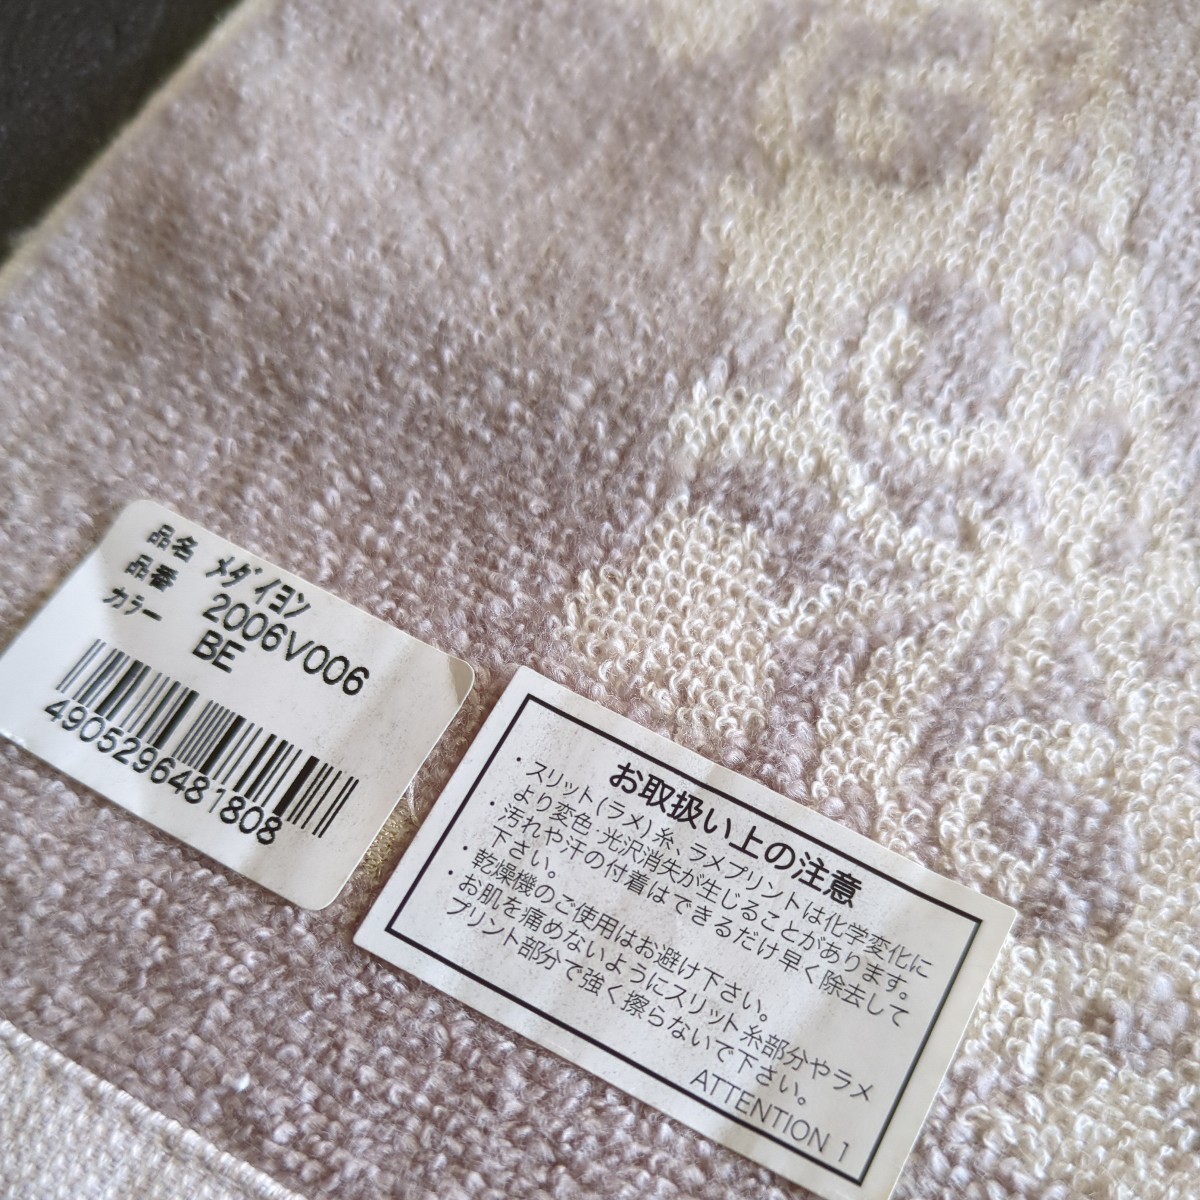 品名 メダイヨン
品番 2006V006
カラー BE
4905296481808
お取扱い上の注意
・スリット(ラメ)糸、ラメプリントは化学変化に
より変色・光沢消失が生じることがあります。
汚れや汗の付着はできるだけ早く除去して
下さい。
・乾燥機のご使用はお避け下さい。
・お肌を痛めないようにスリット糸部分やラメ
プリント部分で強く擦らないで下さい。
ATTENTION 1